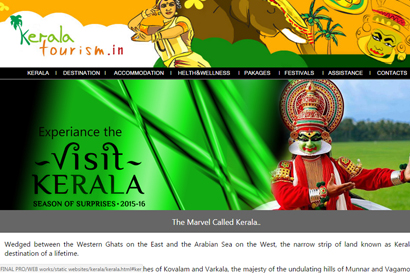 Kerala
tourism.in
KERALA | DESTINATION | ACCOMMODATION | HELTH&WELLNESS | PAKAGES | FESTIVALS | ASSISTANCE | CONTACTS
Experiance the
Visit
KERALA
SEASON OF SURPRISES • 2015-16
The Marvel Called Kerala..
Wedged between the Western Ghats on the East and the Arabian Sea on the West, the narrow strip of land known as Keral
destination of a lifetime.
FINAL PRO/WEB works/static websites/kerala/kerala.html#ker hes of Kovalam and Varkala, the majesty of the undulating hills of Munnar and Vagamo